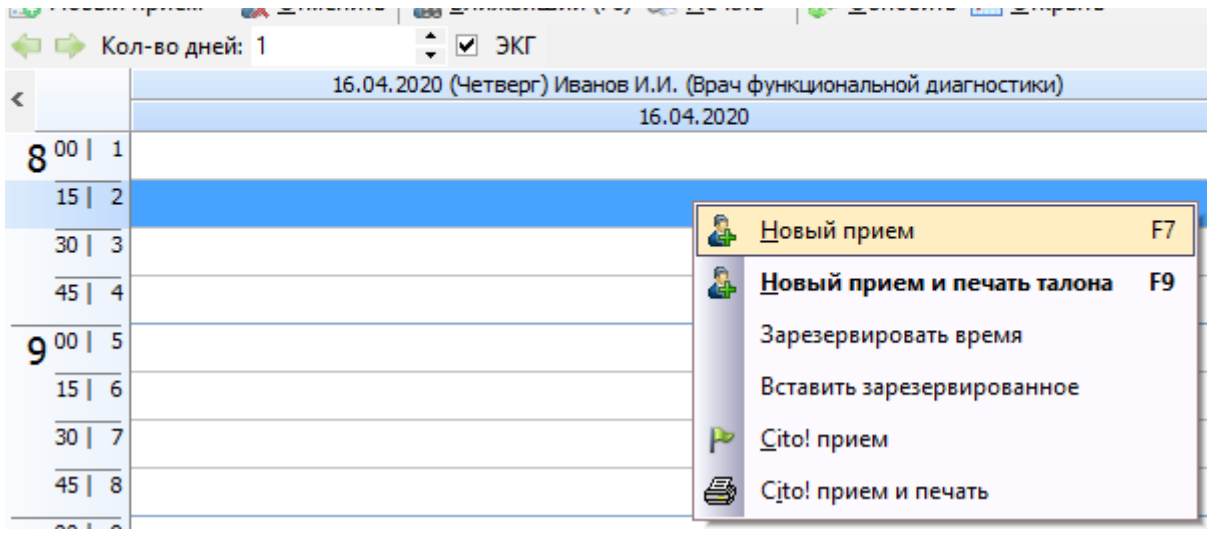 Кол-во дней: 1 ЭКГ
<
16.04.2020 (Четверг) Иванов И.И. (Врач функциональной диагностики)
16.04.2020
8 00 | 1
15 | 2
30 | 3
45 | 4
9 00 | 5
15 | 6
30 | 7
45 | 8
Новый прием F7
Новый прием и печать талона F9
Зарезервировать время
Вставить зарезервированное
Cito! прием
Cito! прием и печать